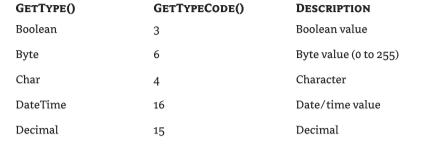 GETTYPE() GETTYPECODE() DESCRIPTION
Boolean 3 Boolean value
Byte 6 Byte value (0 to 255)
Char 4 Character
DateTime 16 Date/time value
Decimal 15 Decimal